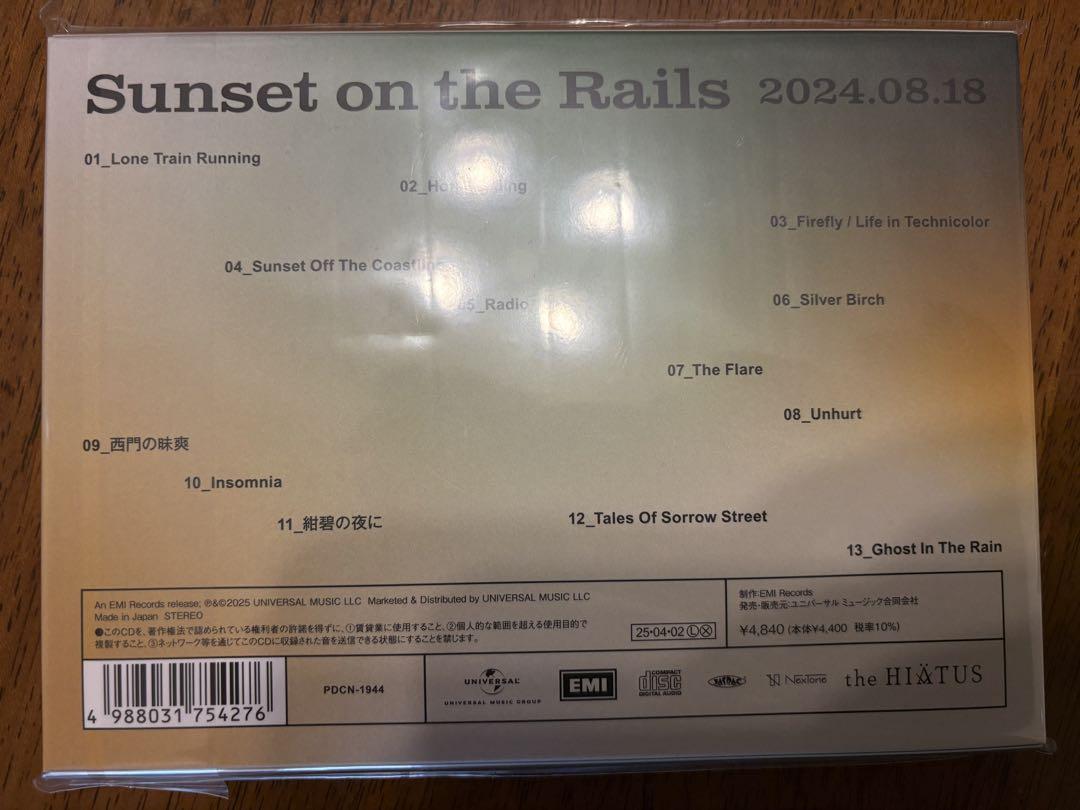 Sunset on the Rails 2024.08.18
01_Lone Train Running
02_
03_Firefly / Life in Technicolor
04_Sunset Off The Coastline
05_Radio
06_Silver Birch
07_The Flare
08_Unhurt
09_西門の昧爽
10_Insomnia
11_紺碧の夜に
12_Tales Of Sorrow Street
13_Ghost In The Rain
An EMI Records release; ℗&©2025 UNIVERSAL MUSIC LLC Marketed & Distributed by UNIVERSAL MUSIC LLC
Made in Japan STEREO
●このCDを、著作権法で認められている権利者の許諾を得ずに、①賃貸業に使用すること、②個人的な範囲を超える使用目的で
複製すること、③ネットワーク等を通じてこのCDに収録された音を送信できる状態にすることを禁じます。
25・04・02 Ⓛ Ⓧ
制作:EMI Records
発売・販売元:ユニバーサル ミュージック合同会社
¥4,840 (本体¥4,400 税率10%)
4 988031 754276
PDCN-1944
UNIVERSAL
UNIVERSAL MUSIC GROUP
EMI
COMPACT
disc
DIGITAL AUDIO
JASRAC
NexTone
the HIÄTUS